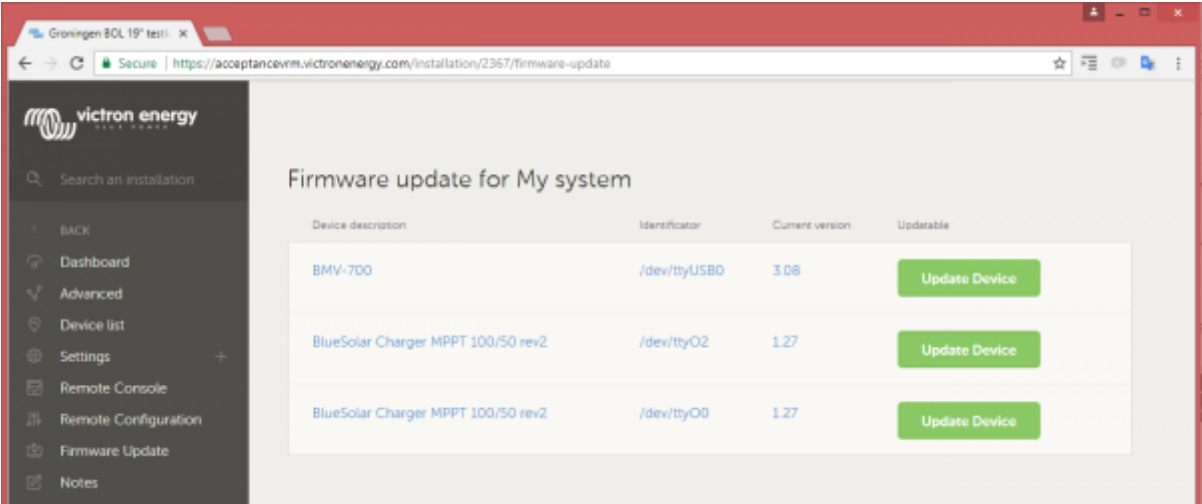 Groningen BOL 19" testi
Secure | https://acceptancevrm.victronenergy.com/installation/2367/firmware-update
victron energy
BLUE POWER
Search an installation
BACK
Dashboard
Advanced
Device list
Settings
Remote Console
Remote Configuration
Firmware Update
Notes
Firmware update for My system
Device description Identificator Current version Updatable
BMV-700 /dev/ttyUSB0 3.08 Update Device
BlueSolar Charger MPPT 100/50 rev2 /dev/ttyO2 1.27 Update Device
BlueSolar Charger MPPT 100/50 rev2 /dev/ttyO0 1.27 Update Device